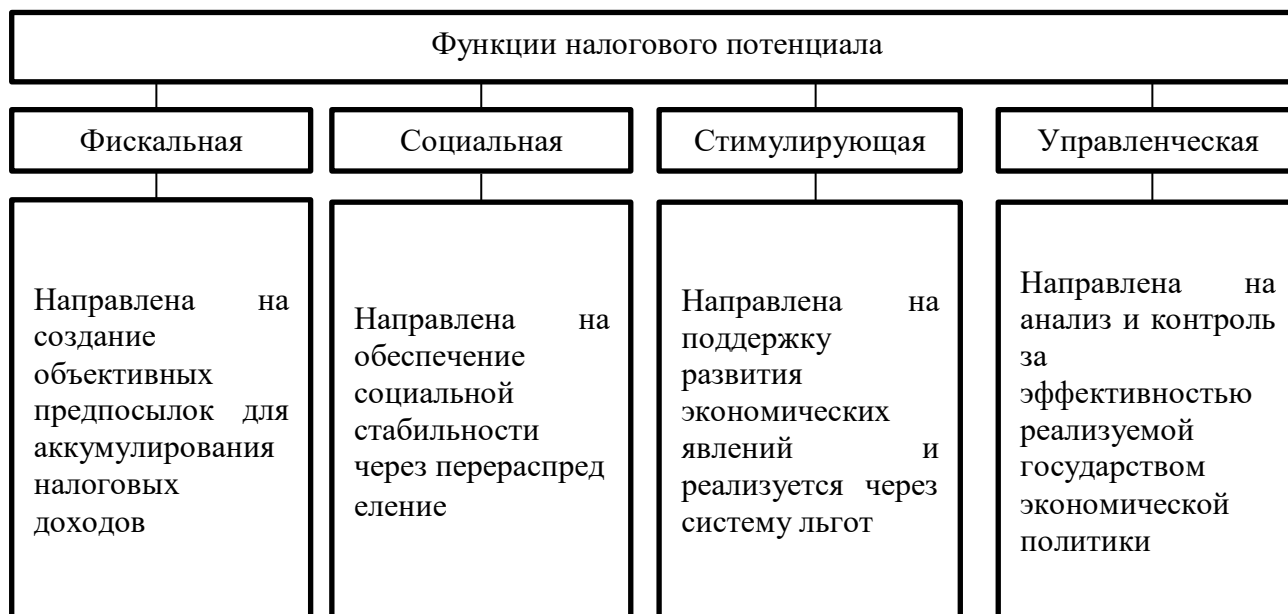 Функции налогового потенциала
Фискальная
Социальная
Стимулирующая
Управленческая
Направлена на
создание
объективных
предпосылок для
аккумулирования
налоговых
доходов
Направлена на
обеспечение
социальной
стабильности
через перераспред
еление
Направлена на
поддержку
развития
экономических
явлений и
реализуется через
систему льгот
Направлена на
анализ и контроль
за
эффективностью
реализуемой
государством
экономической
политики